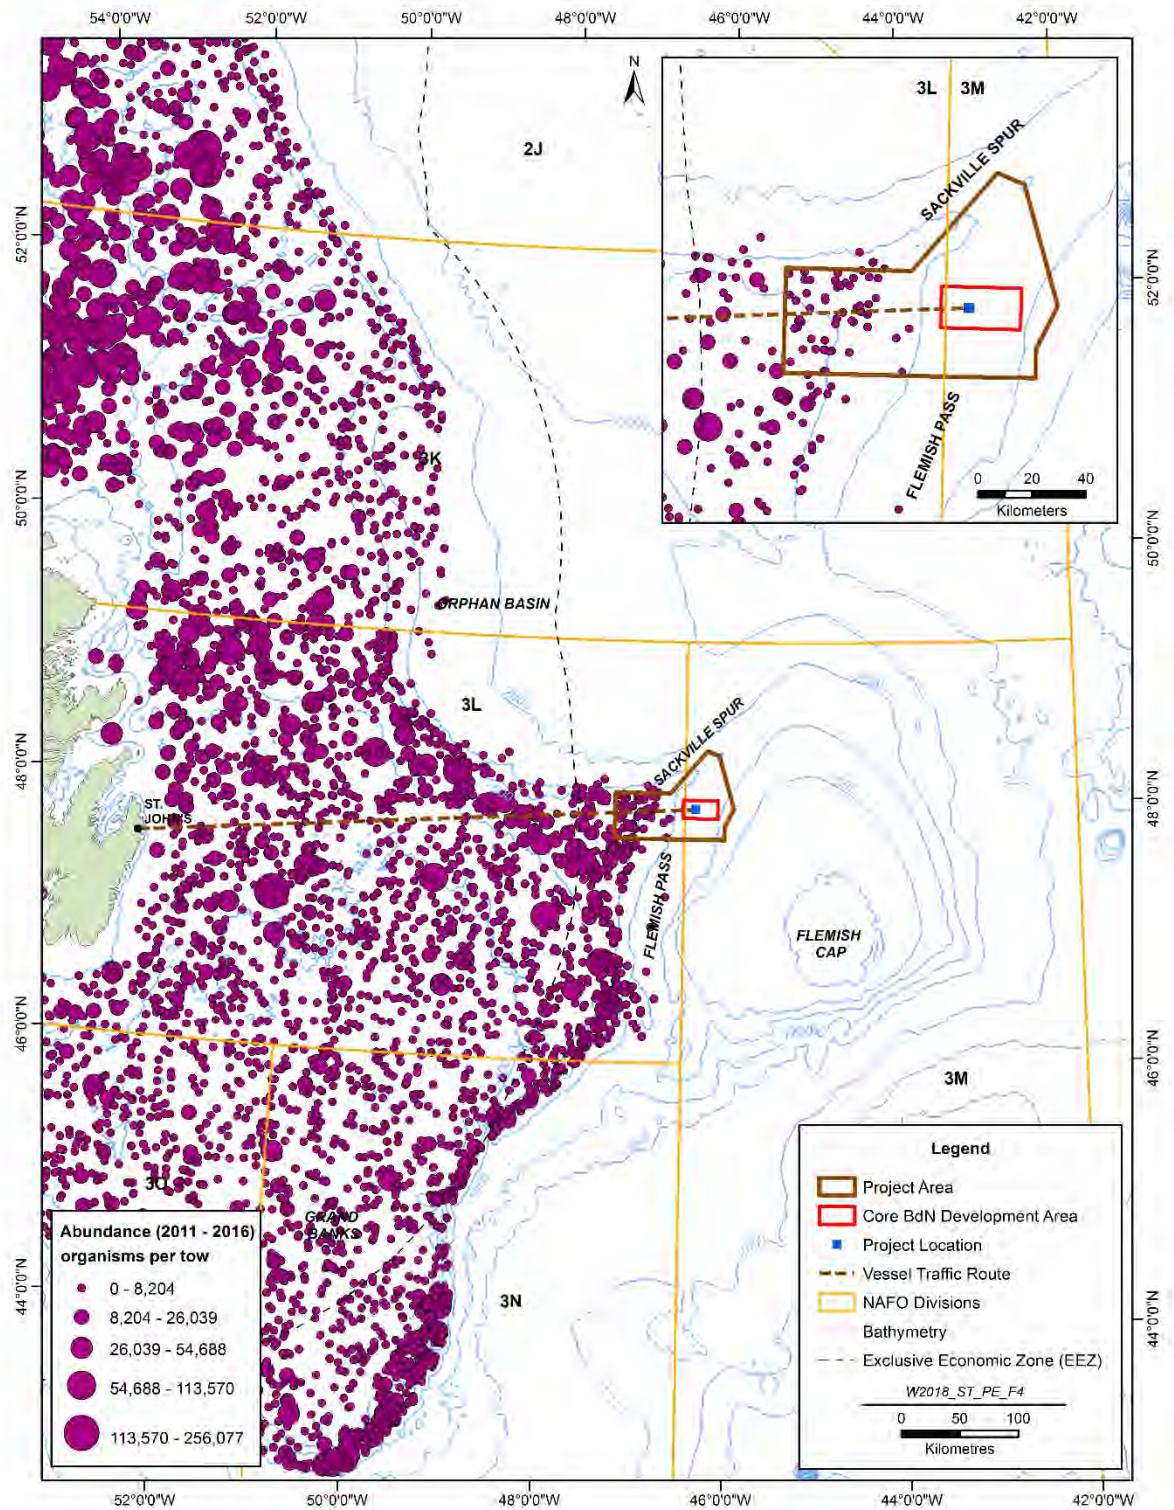 54°0'0"W 52°0'0"W 50°0'0"W 48°0'0"W 46°0'0"W 44°0'0"W 42°0'0"W
N
2J
3L 3M
SACKVILLE SPUR
FLEMISH PASS
0 20 40
Kilometers
52°0'0"N
52°0'0"N
3K
50°0'0"N
50°0'0"N
ORPHAN BASIN
3L
SACKVILLE SPUR
48°0'0"N
48°0'0"N
ST.
JOHN'S
FLEMISH PASS
FLEMISH
CAP
46°0'0"N
46°0'0"N
3M
3O
GRAND
BANKS
3N
44°0'0"N
44°0'0"N
Abundance (2011 - 2016)
organisms per tow
0 - 8,204
8,204 - 26,039
26,039 - 54,688
54,688 - 113,570
113,570 - 256,077
Legend
Project Area
Core BdN Development Area
Project Location
Vessel Traffic Route
NAFO Divisions
Bathymetry
Exclusive Economic Zone (EEZ)
W2018_ST_PE_F4
0 50 100
Kilometres
52°0'0"W 50°0'0"W 48°0'0"W 46°0'0"W 44°0'0"W 42°0'0"W